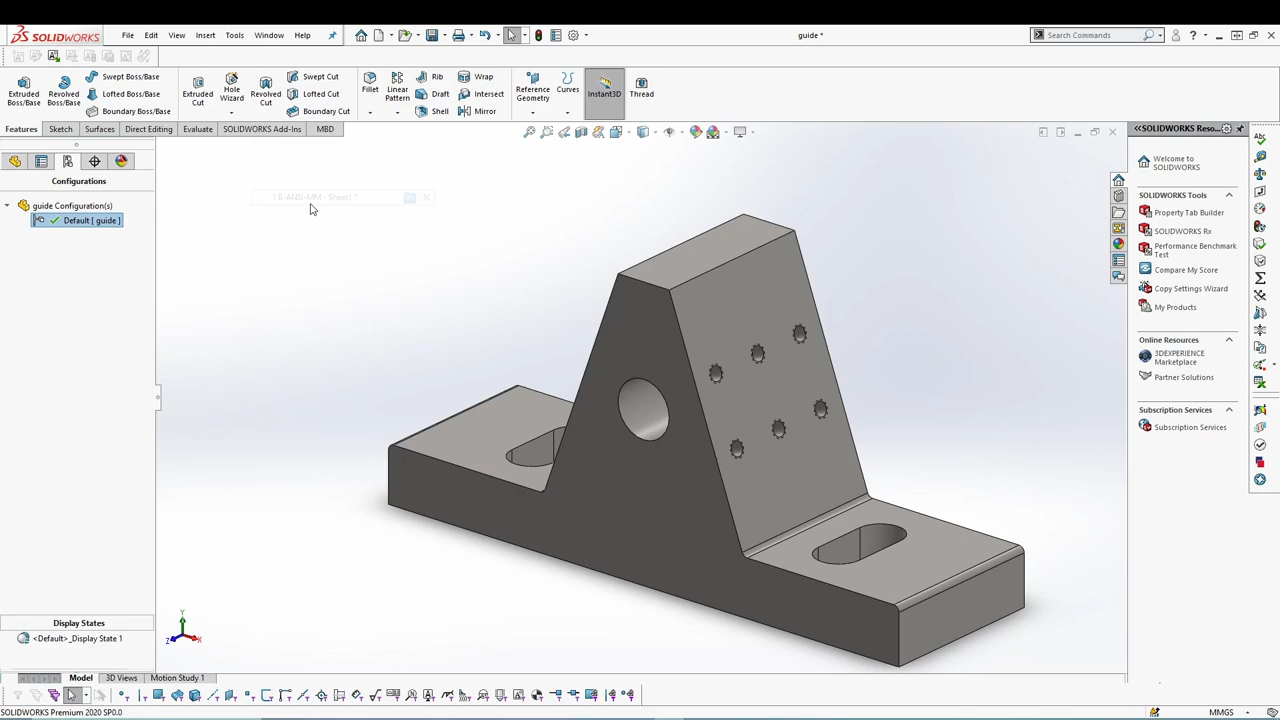 SOLIDWORKS File Edit View Insert Tools Window Help guide * Search Commands
Extruded Boss/Base
Revolved Boss/Base
Swept Boss/Base
Lofted Boss/Base
Boundary Boss/Base
Extruded Cut
Hole Wizard
Revolved Cut
Swept Cut
Lofted Cut
Boundary Cut
Fillet
Linear Pattern
Rib
Draft
Shell
Wrap
Intersect
Mirror
Reference Geometry
Curves
Instant3D
Thread
Features Sketch Surfaces Direct Editing Evaluate SOLIDWORKS Add-Ins MBD
Configurations
guide Configuration(s)
Default [ guide ]
Display States
<Default>_Display State 1
SOLIDWORKS Reso...
Welcome to
SOLIDWORKS
SOLIDWORKS Tools
Property Tab Builder
SOLIDWORKS Rx
Performance Benchmark
Test
Compare My Score
Copy Settings Wizard
My Products
Online Resources
3DEXPERIENCE
Marketplace
Partner Solutions
Subscription Services
Subscription Services
Y
Z
X
Model 3D Views Motion Study 1
SOLIDWORKS Premium 2020 SP0.0 MMGS